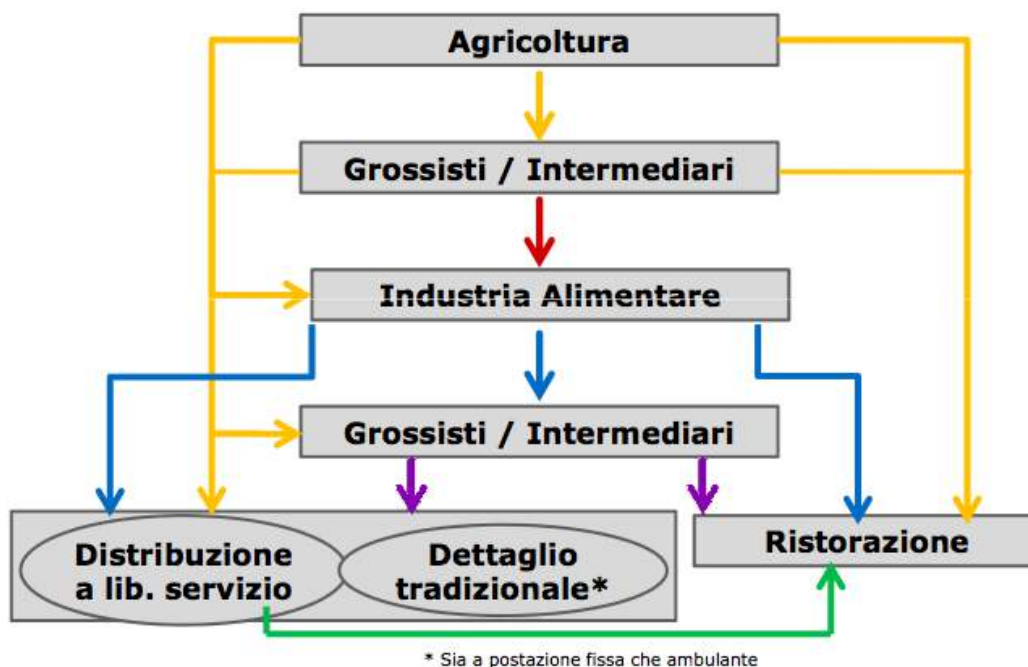 Agricoltura
Grossisti / Intermediari
Industria Alimentare
Grossisti / Intermediari
Distribuzione
a lib. servizio
Dettaglio
tradizionale*
Ristorazione
* Sia a postazione fissa che ambulante